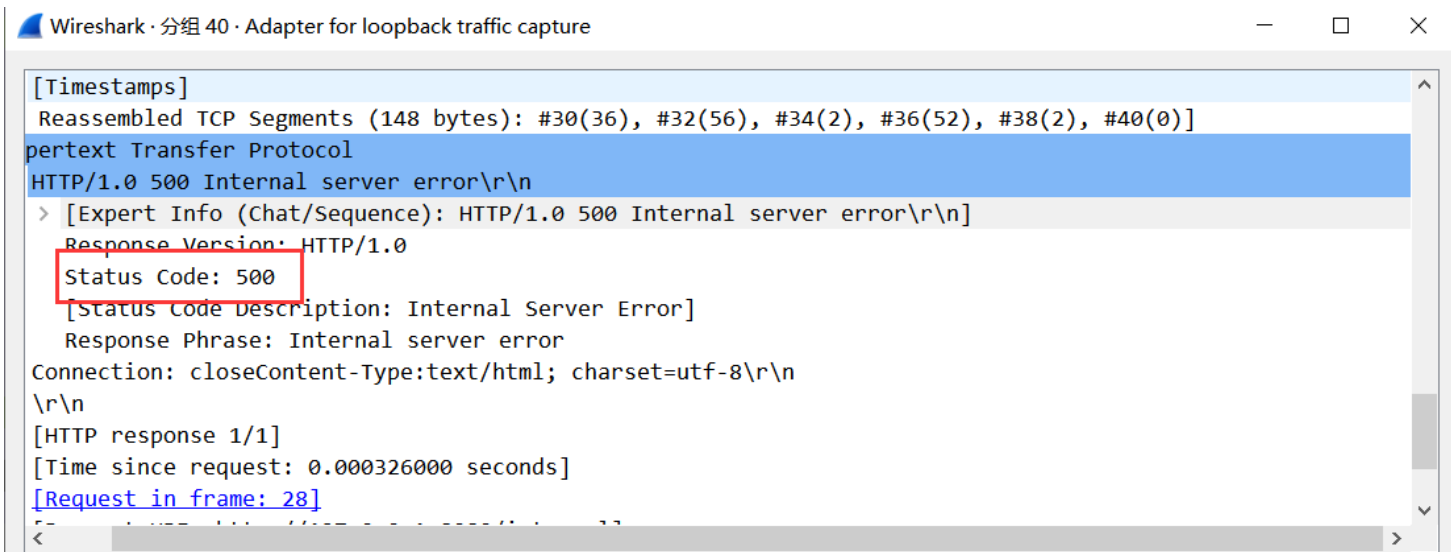 Wireshark · 分组 40 · Adapter for loopback traffic capture
[Timestamps]
Reassembled TCP Segments (148 bytes): #30(36), #32(56), #34(2), #36(52), #38(2), #40(0)]
pertext Transfer Protocol
HTTP/1.0 500 Internal server error\r\n
> [Expert Info (Chat/Sequence): HTTP/1.0 500 Internal server error\r\n]
Response Version: HTTP/1.0
Status Code: 500
[Status Code Description: Internal Server Error]
Response Phrase: Internal server error
Connection: closeContent-Type:text/html; charset=utf-8\r\n
\r\n
[HTTP response 1/1]
[Time since request: 0.000326000 seconds]
[Request in frame: 28]